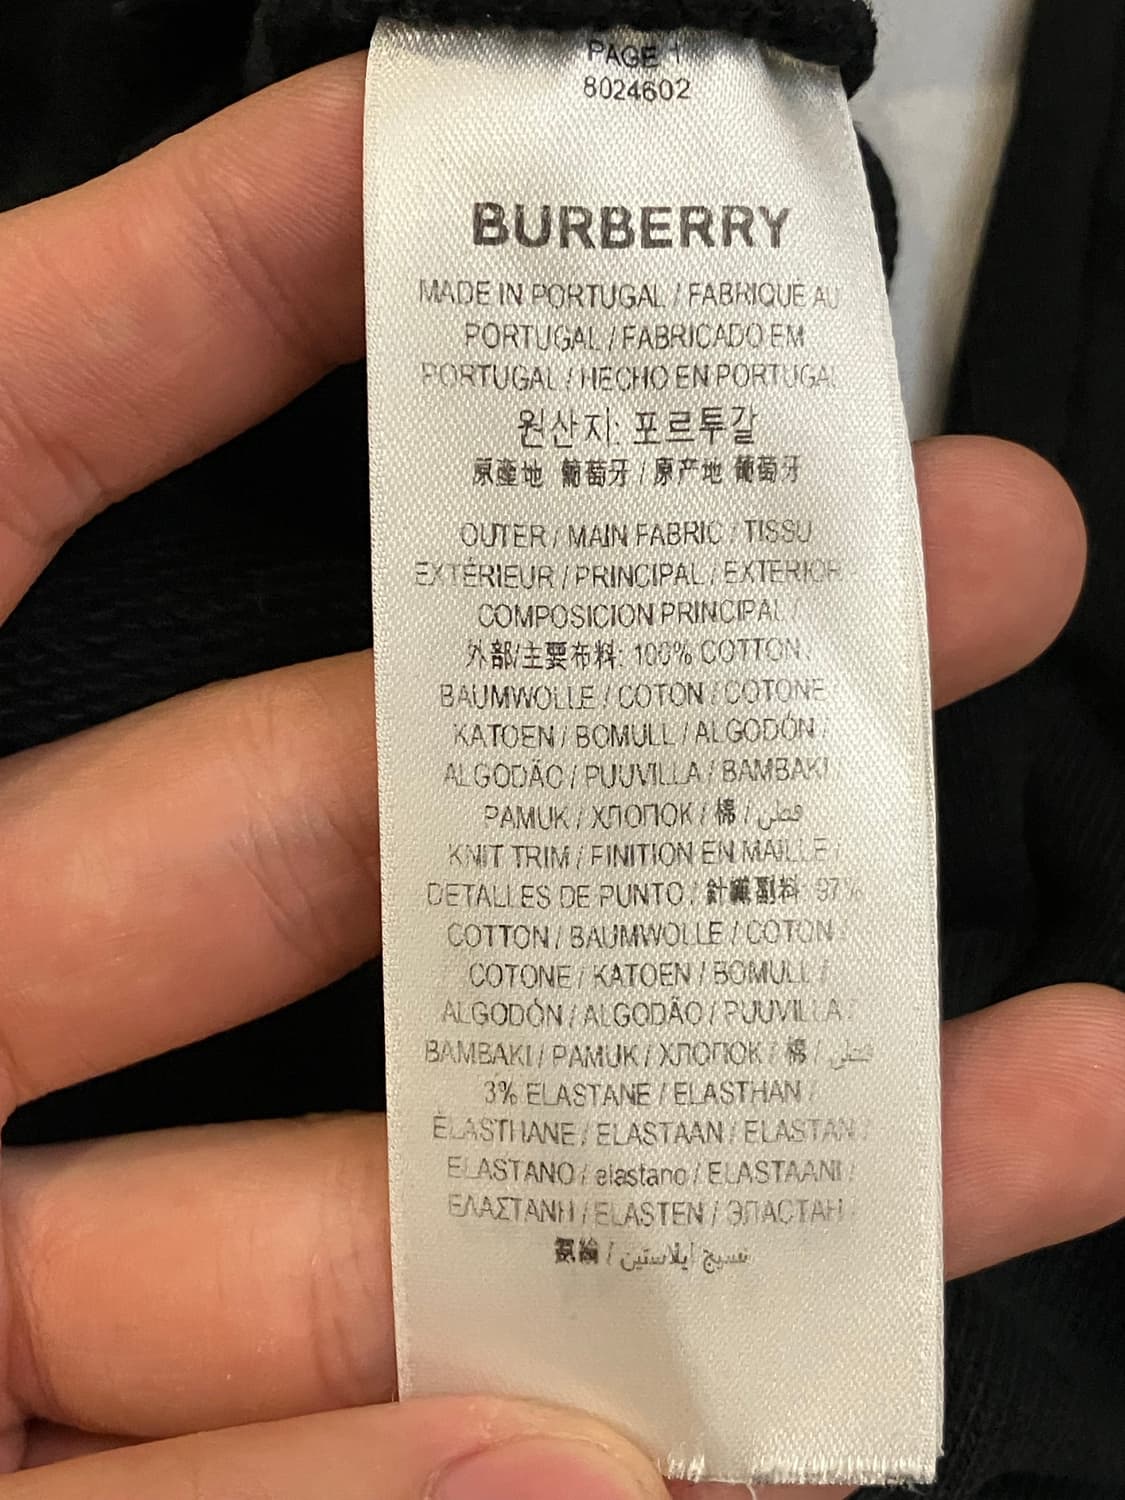 PAGE 1
8024602
BURBERRY
MADE IN PORTUGAL / FABRIQUÉ AU
PORTUGAL / FABRICADO EM
PORTUGAL / HECHO EN PORTUGAL
원산지: 포르투갈
原產地 葡萄牙 / 原产地 葡萄牙
OUTER / MAIN FABRIC / TISSU
EXTÉRIEUR / PRINCIPAL / EXTERIOR
COMPOSICION PRINCIPAL /
外部/主要布料: 100% COTTON /
BAUMWOLLE / COTON / COTONE /
KATOEN / BOMULL / ALGODÓN /
ALGODÃO / PUUVILLA / BAMBAKI /
PAMUK / ХЛОПОК / 棉 / قطن
KNIT TRIM / FINITION EN MAILLE /
DETALLES DE PUNTO / 針織副料 97%
COTTON / BAUMWOLLE / COTON /
COTONE / KATOEN / BOMULL /
ALGODÓN / ALGODÃO / PUUVILLA /
BAMBAKI / PAMUK / ХЛОПОК / 棉 / قطن
3% ELASTANE / ELASTHAN /
ÉLASTHANE / ELASTAAN / ELASTAN /
ELASTANO / elastano / ELASTAANI /
ΕΛΑΣΤΑΝΗ / ELASTEN / ЭЛАСТАН /
氨綸 / نسيج إيلاستين